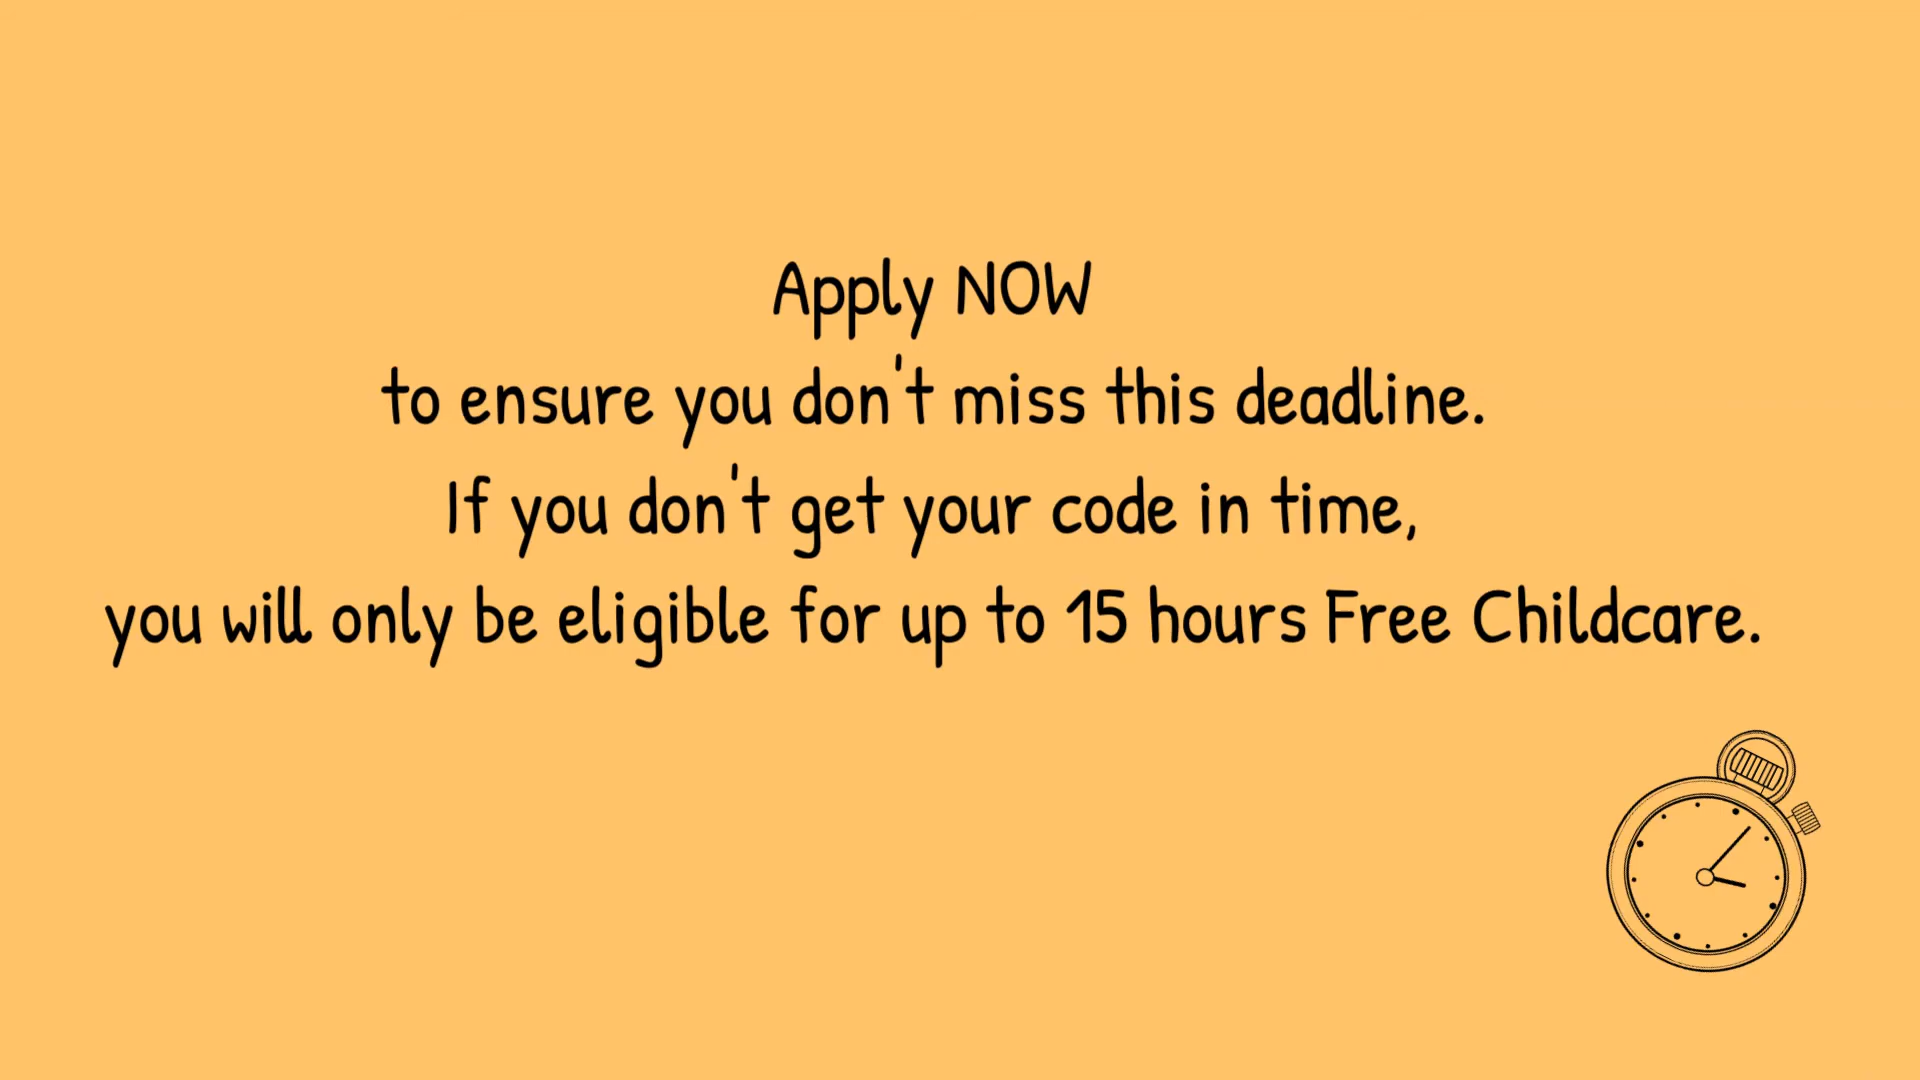 Apply NOW
to ensure you don't miss this deadline.
If you don't get your code in time,
you will only be eligible for up to 15 hours Free Childcare.